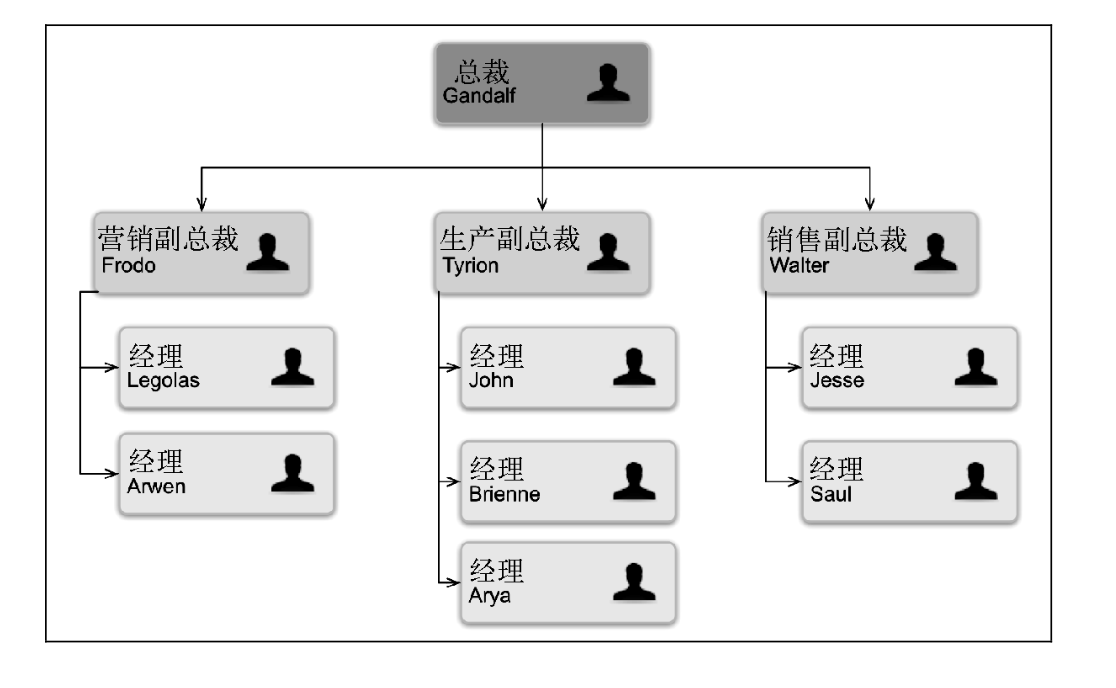 总裁
Gandalf
营销副总裁
Frodo
生产副总裁
Tyrion
销售副总裁
Walter
经理
Legolas
经理
John
经理
Jesse
经理
Arwen
经理
Brienne
经理
Saul
经理
Arya